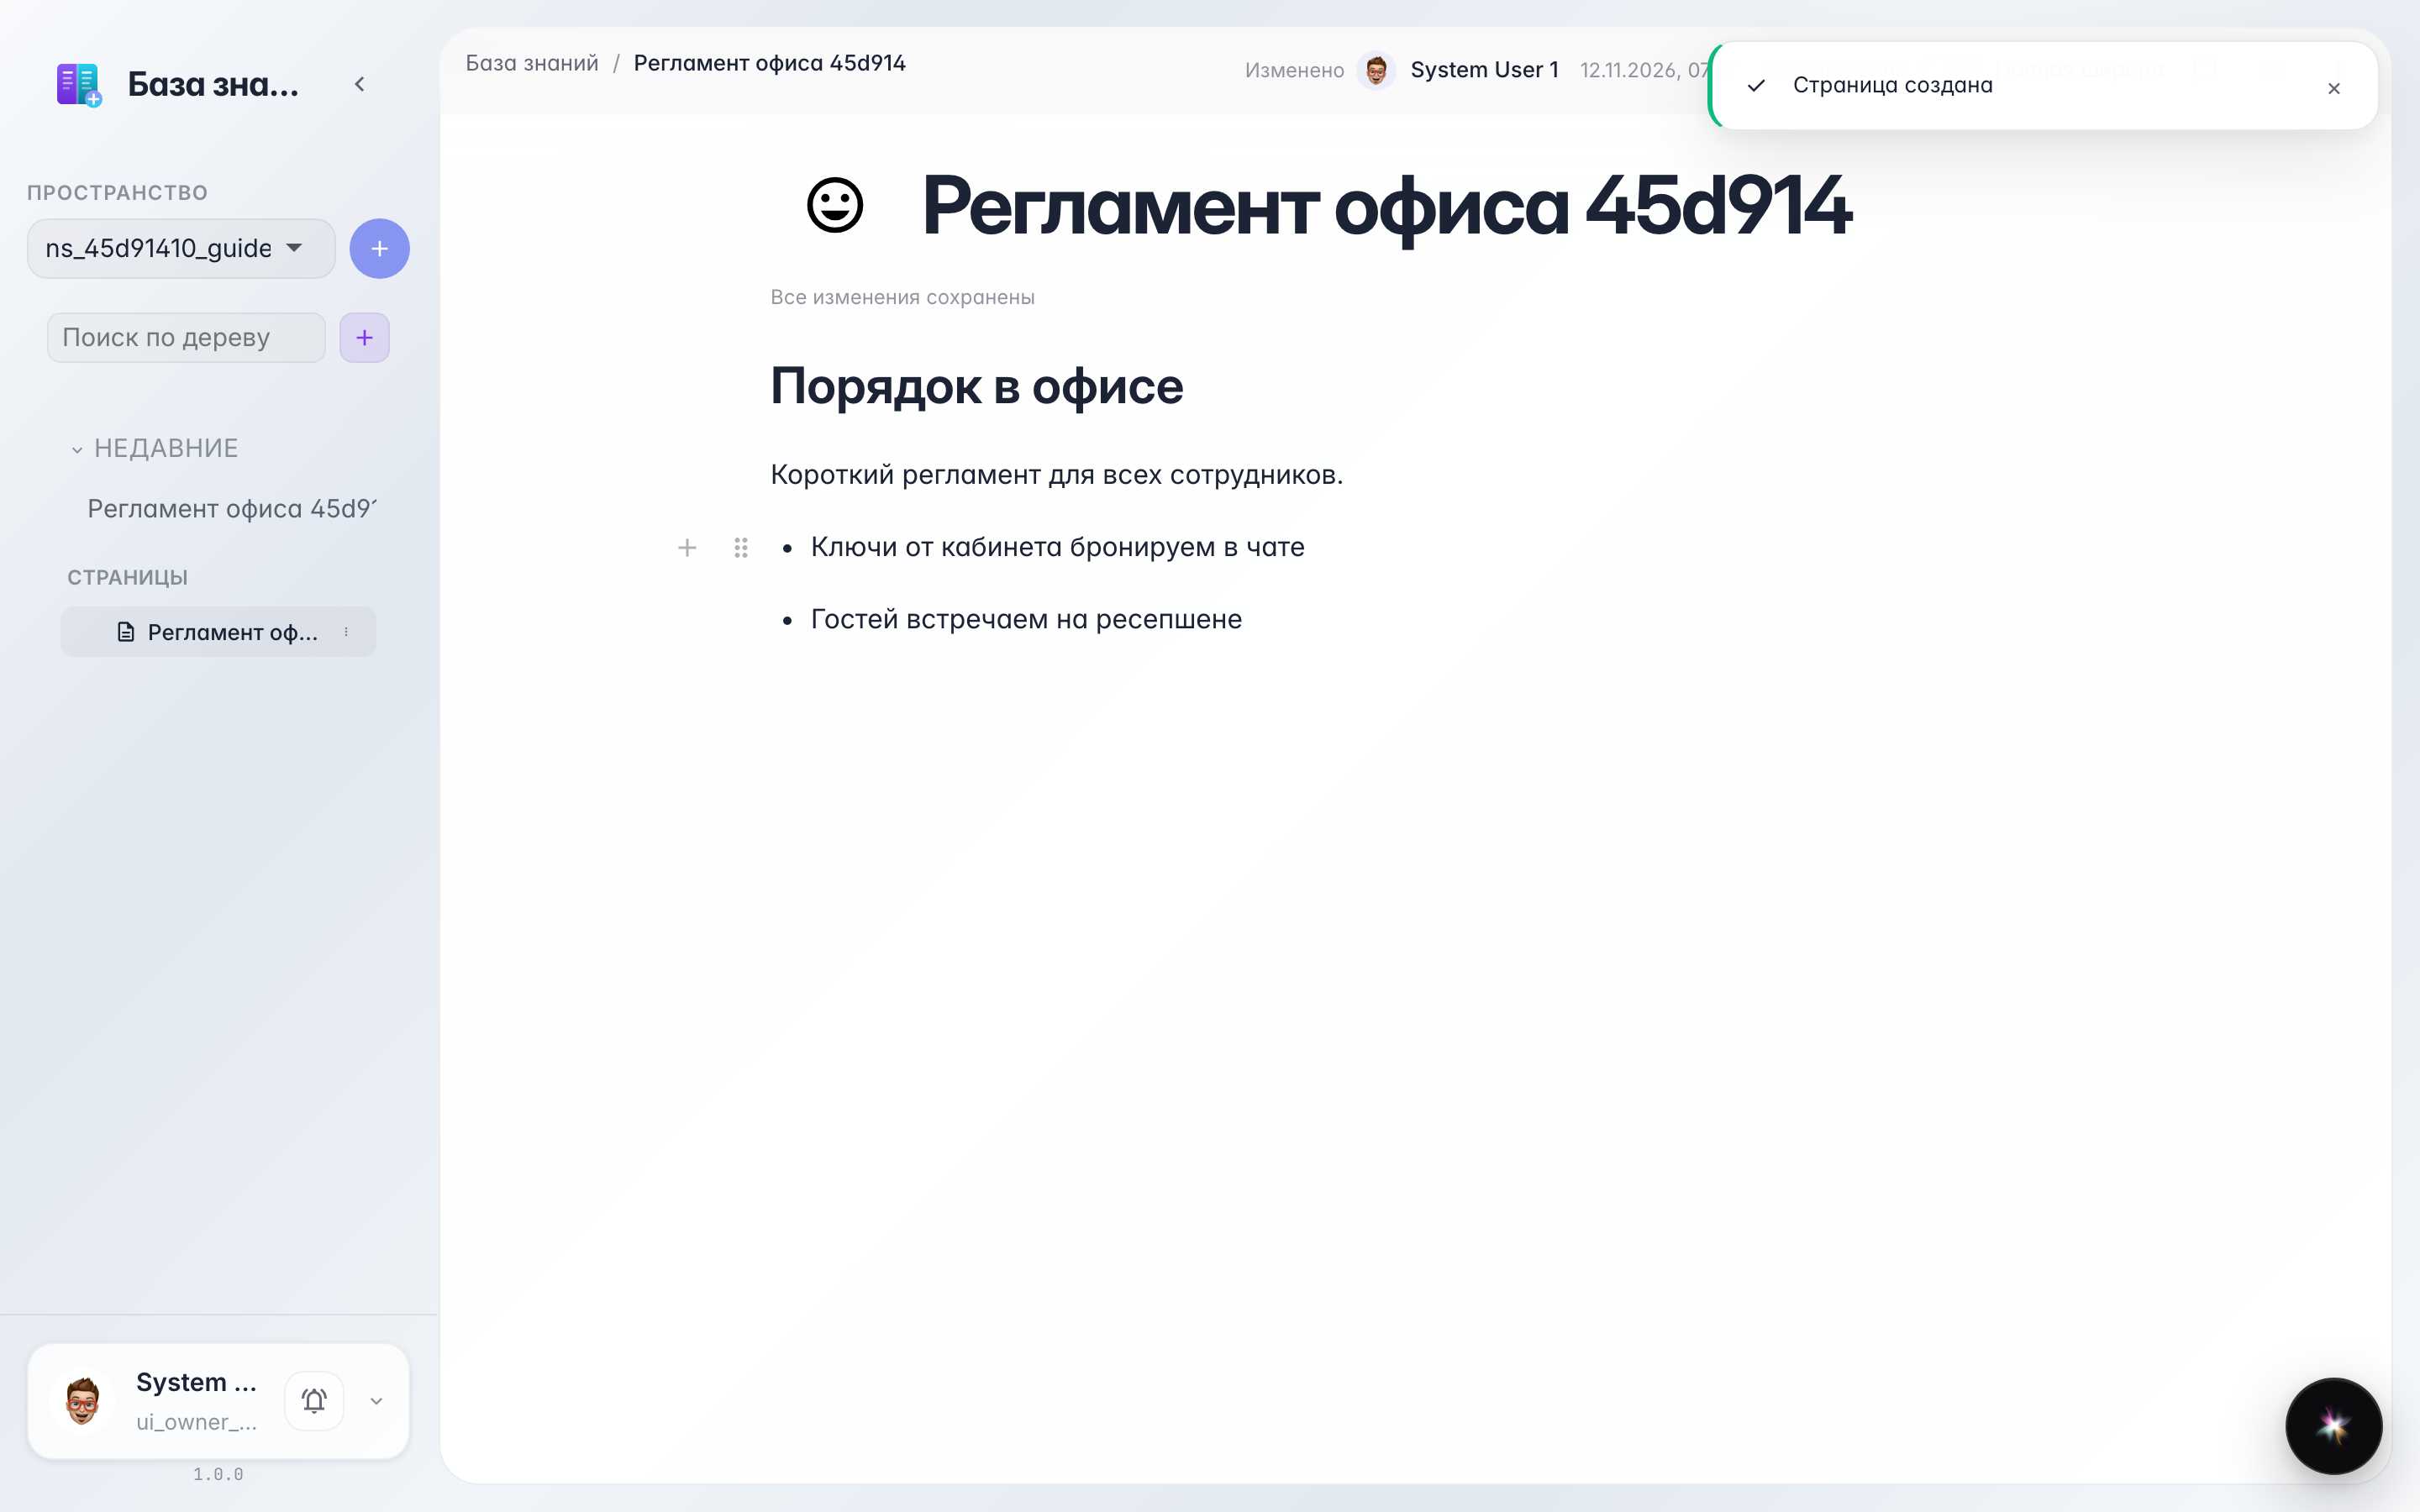 База зна...
ПРОСТРАНСТВО
ns_45d91410_guide
Поиск по дереву
НЕДАВНИЕ
Регламент офиса 45d9
СТРАНИЦЫ
Регламент оф...
System ...
ui_owner_...
1.0.0
База знаний / Регламент офиса 45d914
Изменено System User 1 12.11.2026, 07
Страница создана
Регламент офиса 45d914
Все изменения сохранены
Порядок в офисе
Короткий регламент для всех сотрудников.
• Ключи от кабинета бронируем в чате
• Гостей встречаем на ресепшене